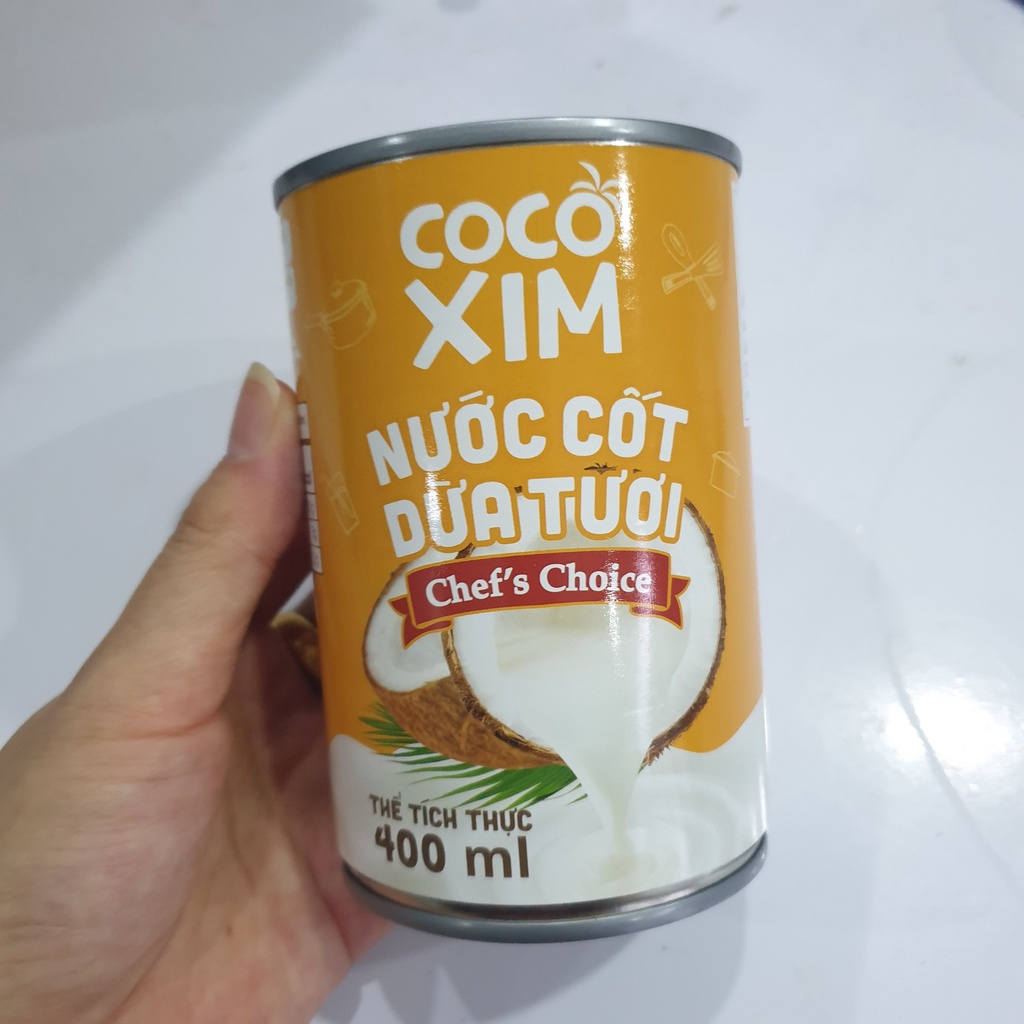 COCO
XIM
NƯỚC CỐT
DỪA TƯƠI
Chef's Choice
THỂ TÍCH THỰC
400 ml